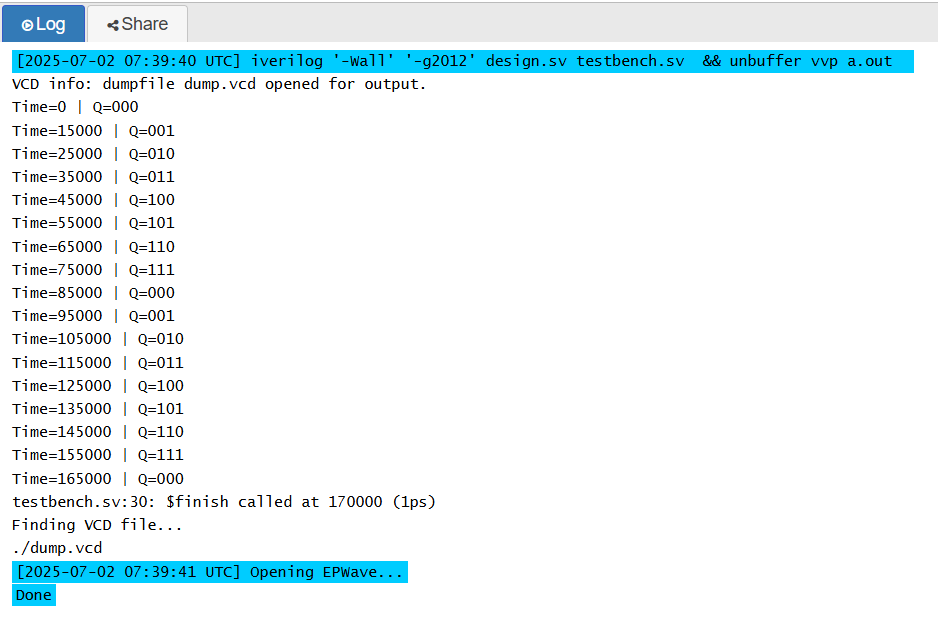 Log Share
[2025-07-02 07:39:40 UTC] iverilog '-Wall' '-g2012' design.sv testbench.sv  && unbuffer vvp a.out
VCD info: dumpfile dump.vcd opened for output.
Time=0 | Q=000
Time=15000 | Q=001
Time=25000 | Q=010
Time=35000 | Q=011
Time=45000 | Q=100
Time=55000 | Q=101
Time=65000 | Q=110
Time=75000 | Q=111
Time=85000 | Q=000
Time=95000 | Q=001
Time=105000 | Q=010
Time=115000 | Q=011
Time=125000 | Q=100
Time=135000 | Q=101
Time=145000 | Q=110
Time=155000 | Q=111
Time=165000 | Q=000
testbench.sv:30: $finish called at 170000 (1ps)
Finding VCD file...
./dump.vcd
[2025-07-02 07:39:41 UTC] Opening EPWave...
Done